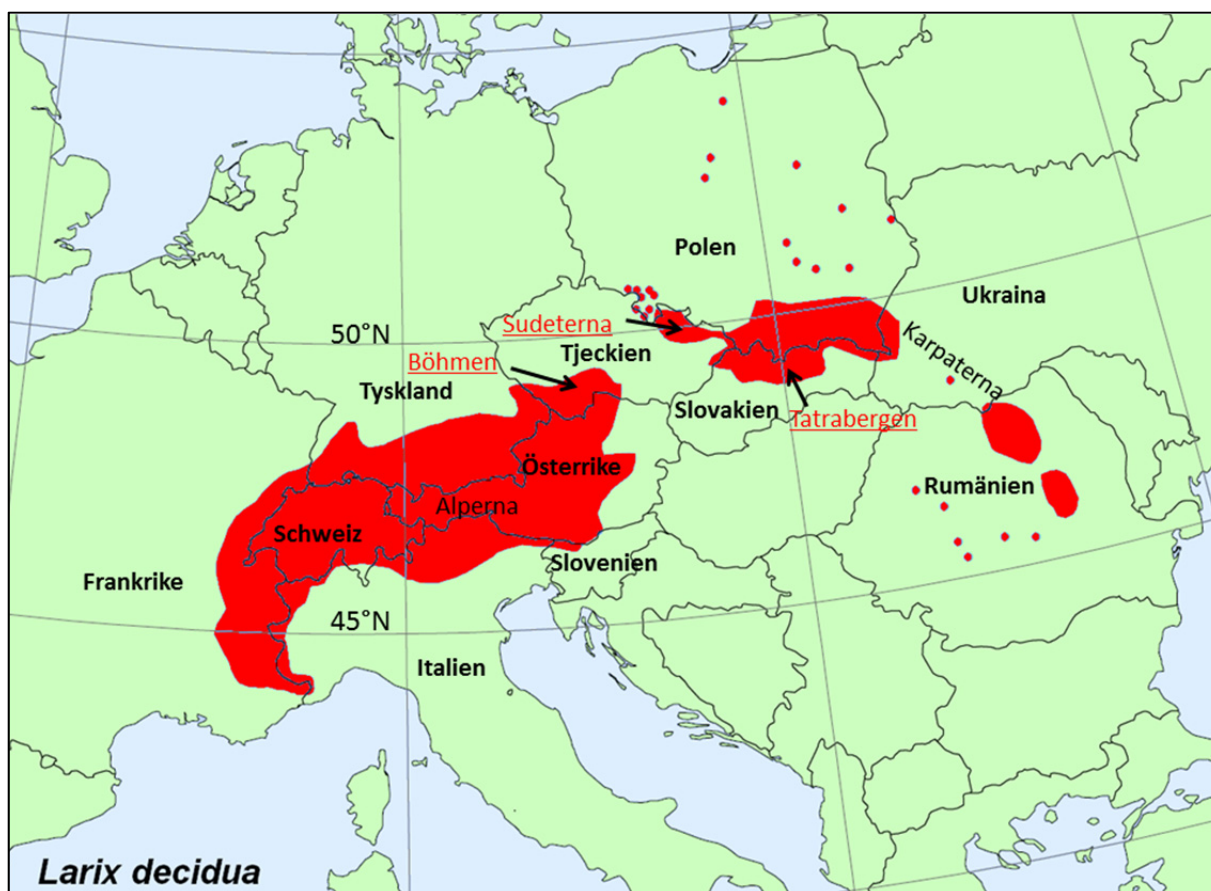 Polen
Ukraina
Sudeterna
50°N
Tjeckien
Karpaterna
Böhmen
Tyskland
Slovakien
Tatrabergen
Österrike
Rumänien
Alperna
Schweiz
Slovenien
Frankrike
45°N
Italien
Larix decidua